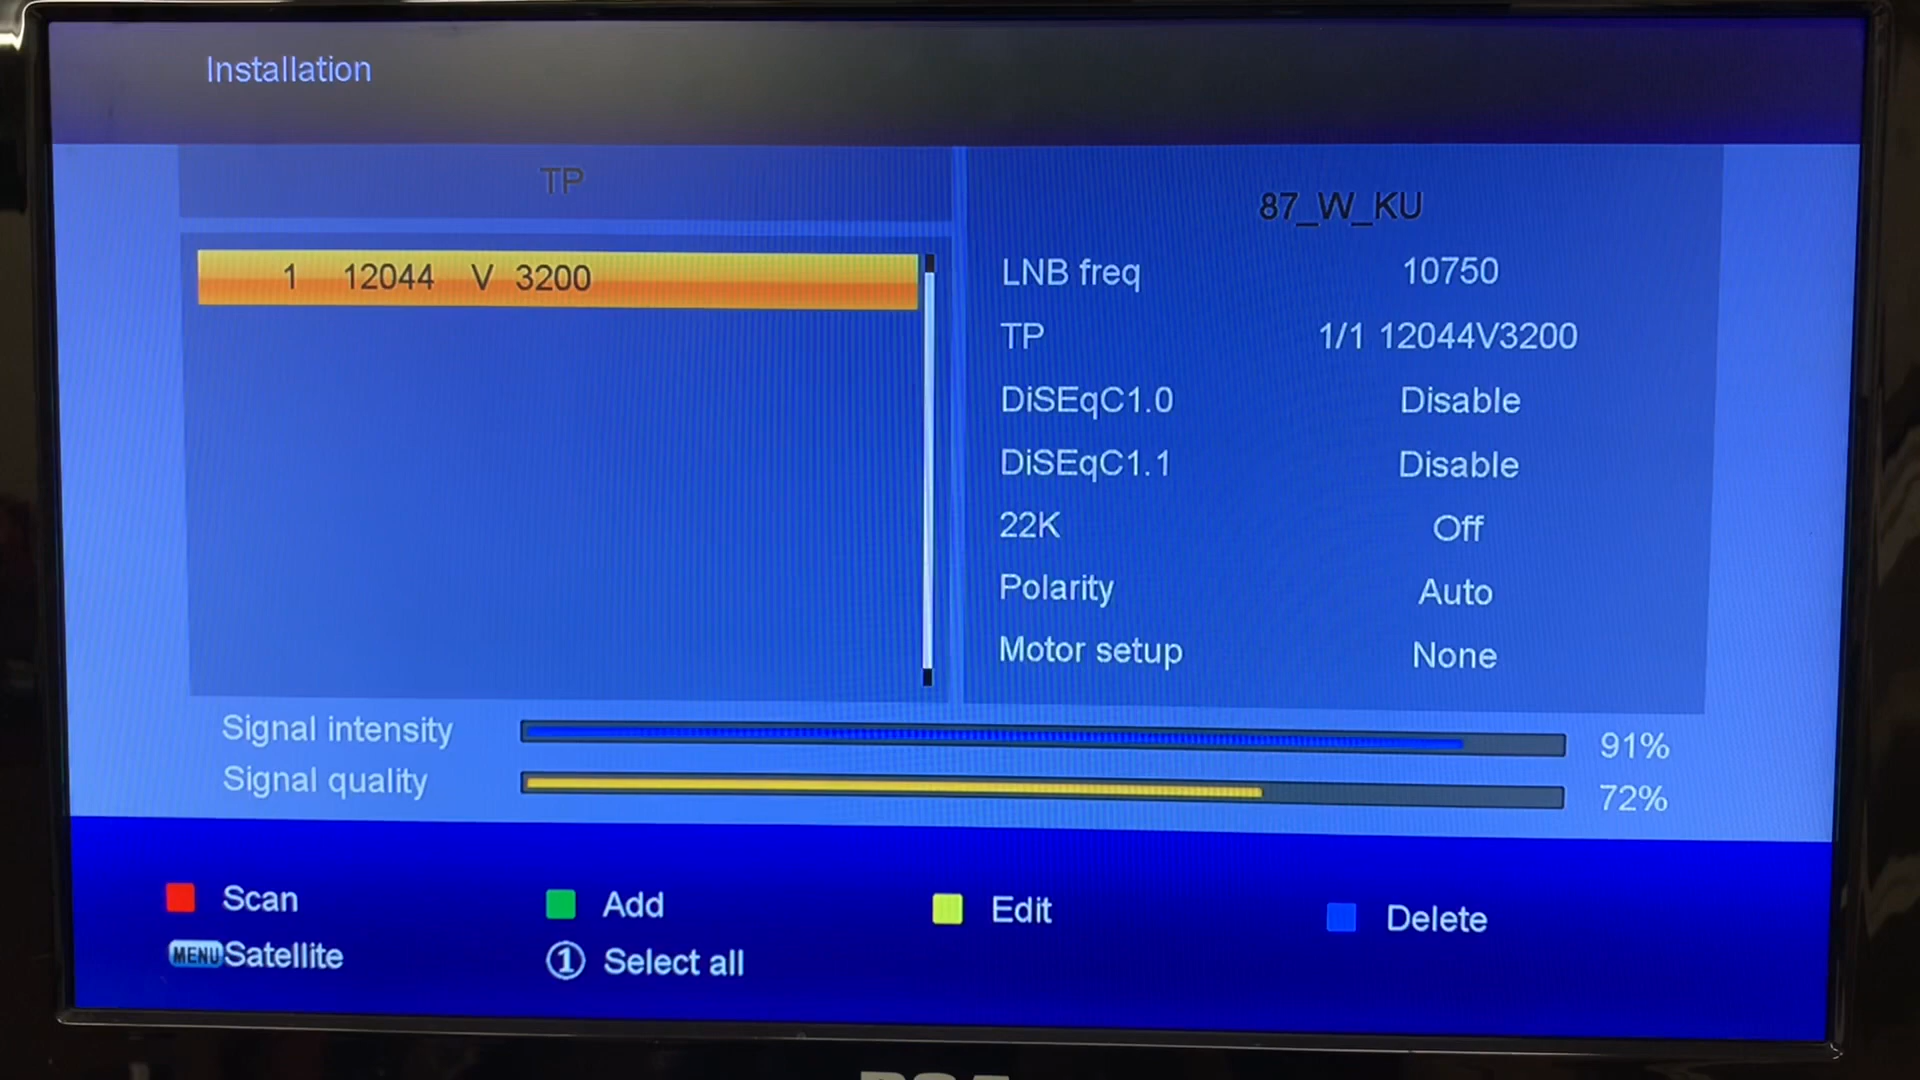 Installation
TP
1 12044 V 3200
87_W_KU
LNB freq 10750
TP 1/1 12044V3200
DiSEqC1.0 Disable
DiSEqC1.1 Disable
22K Off
Polarity Auto
Motor setup None
Signal intensity 91%
Signal quality 72%
Scan Add Edit Delete
MENU Satellite 1 Select all